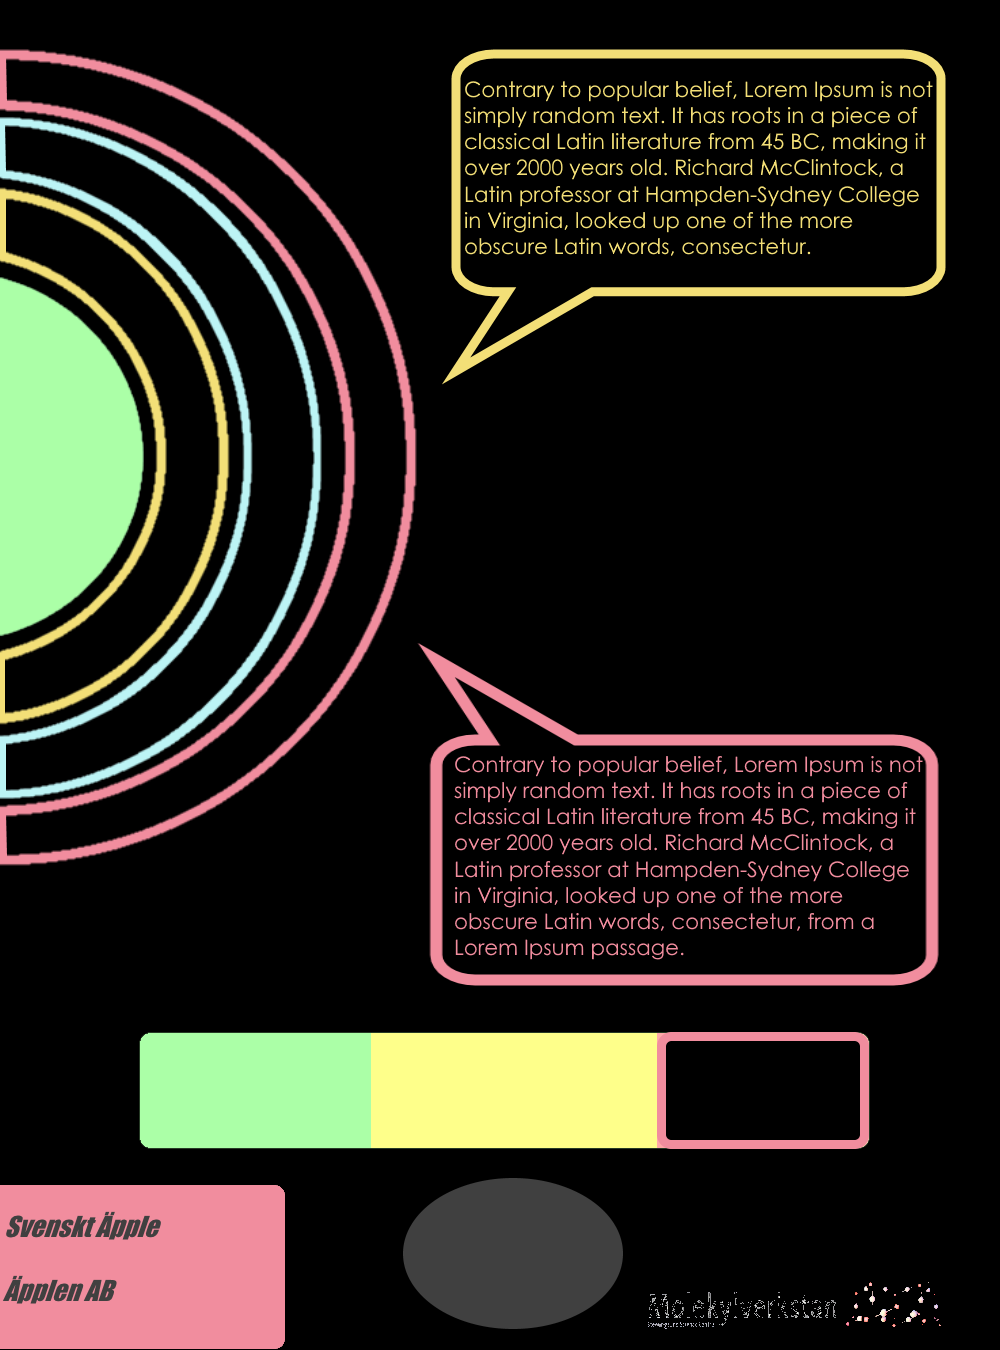 Contrary to popular belief, Lorem Ipsum is not
simply random text. It has roots in a piece of
classical Latin literature from 45 BC, making it
over 2000 years old. Richard McClintock, a
Latin professor at Hampden-Sydney College
in Virginia, looked up one of the more
obscure Latin words, consectetur.
Contrary to popular belief, Lorem Ipsum is not
simply random text. It has roots in a piece of
classical Latin literature from 45 BC, making it
over 2000 years old. Richard McClintock, a
Latin professor at Hampden-Sydney College
in Virginia, looked up one of the more
obscure Latin words, consectetur, from a
Lorem Ipsum passage.
Svenskt Äpple
Äpplen AB
Molekylverkstan